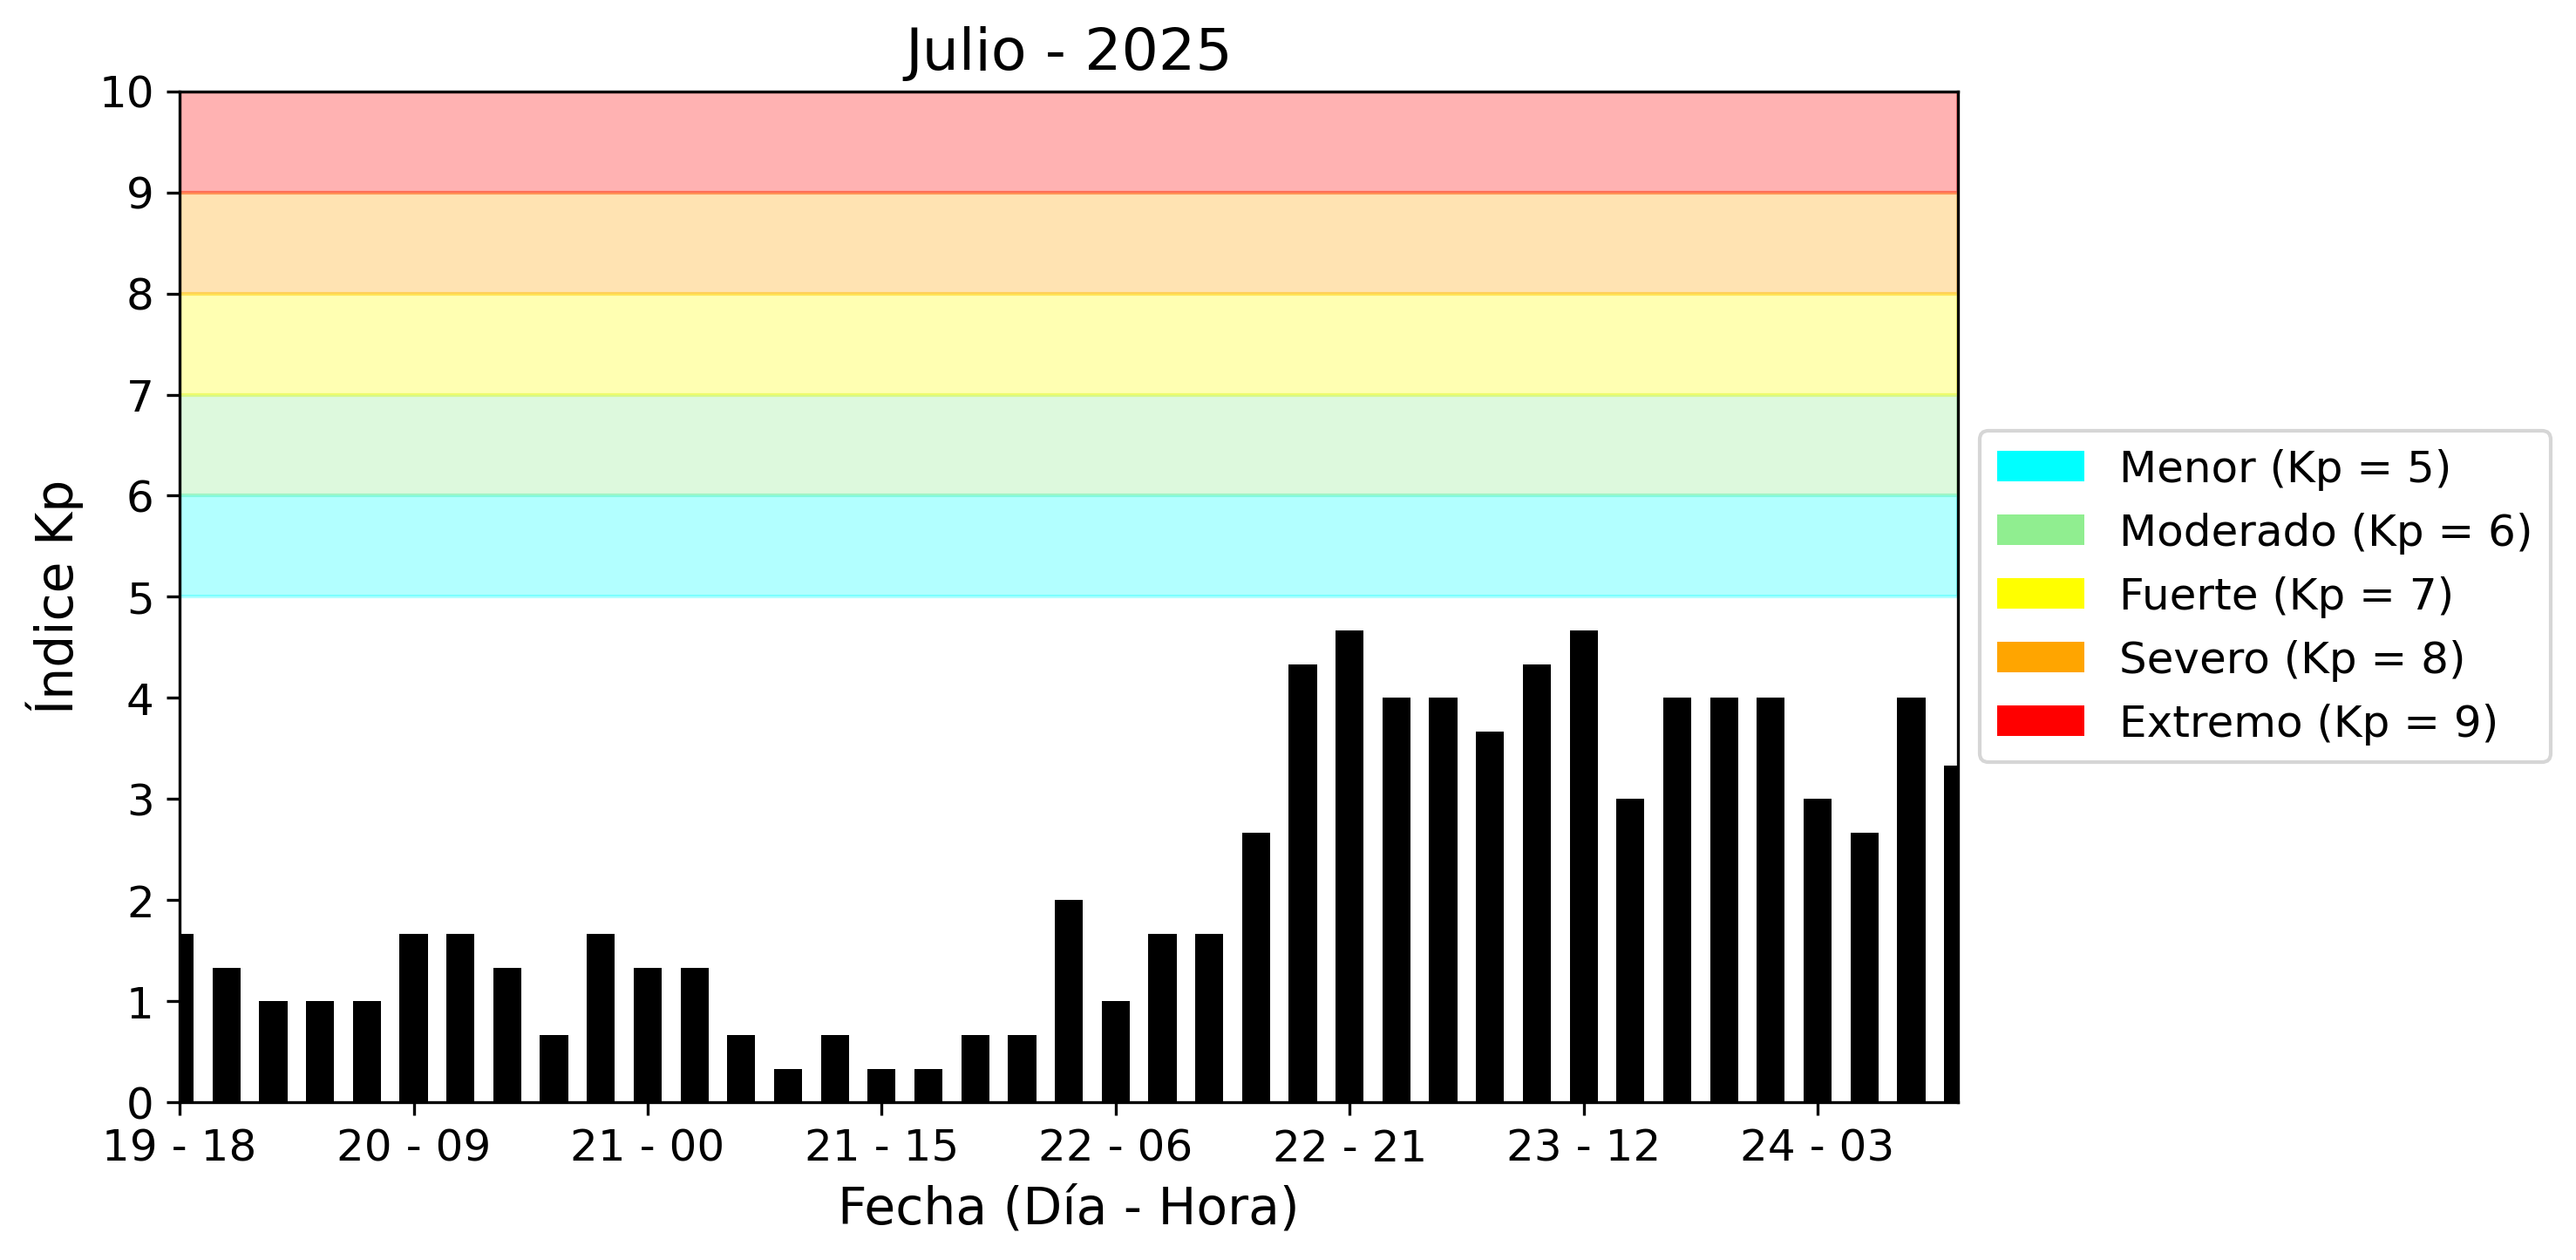 Julio - 2025
10
9
8
7
6
5
4
3
2
1
0
Índice Kp
19 - 18
20 - 09
21 - 00
21 - 15
22 - 06
22 - 21
23 - 12
24 - 03
Fecha (Día - Hora)
Menor (Kp = 5)
Moderado (Kp = 6)
Fuerte (Kp = 7)
Severo (Kp = 8)
Extremo (Kp = 9)